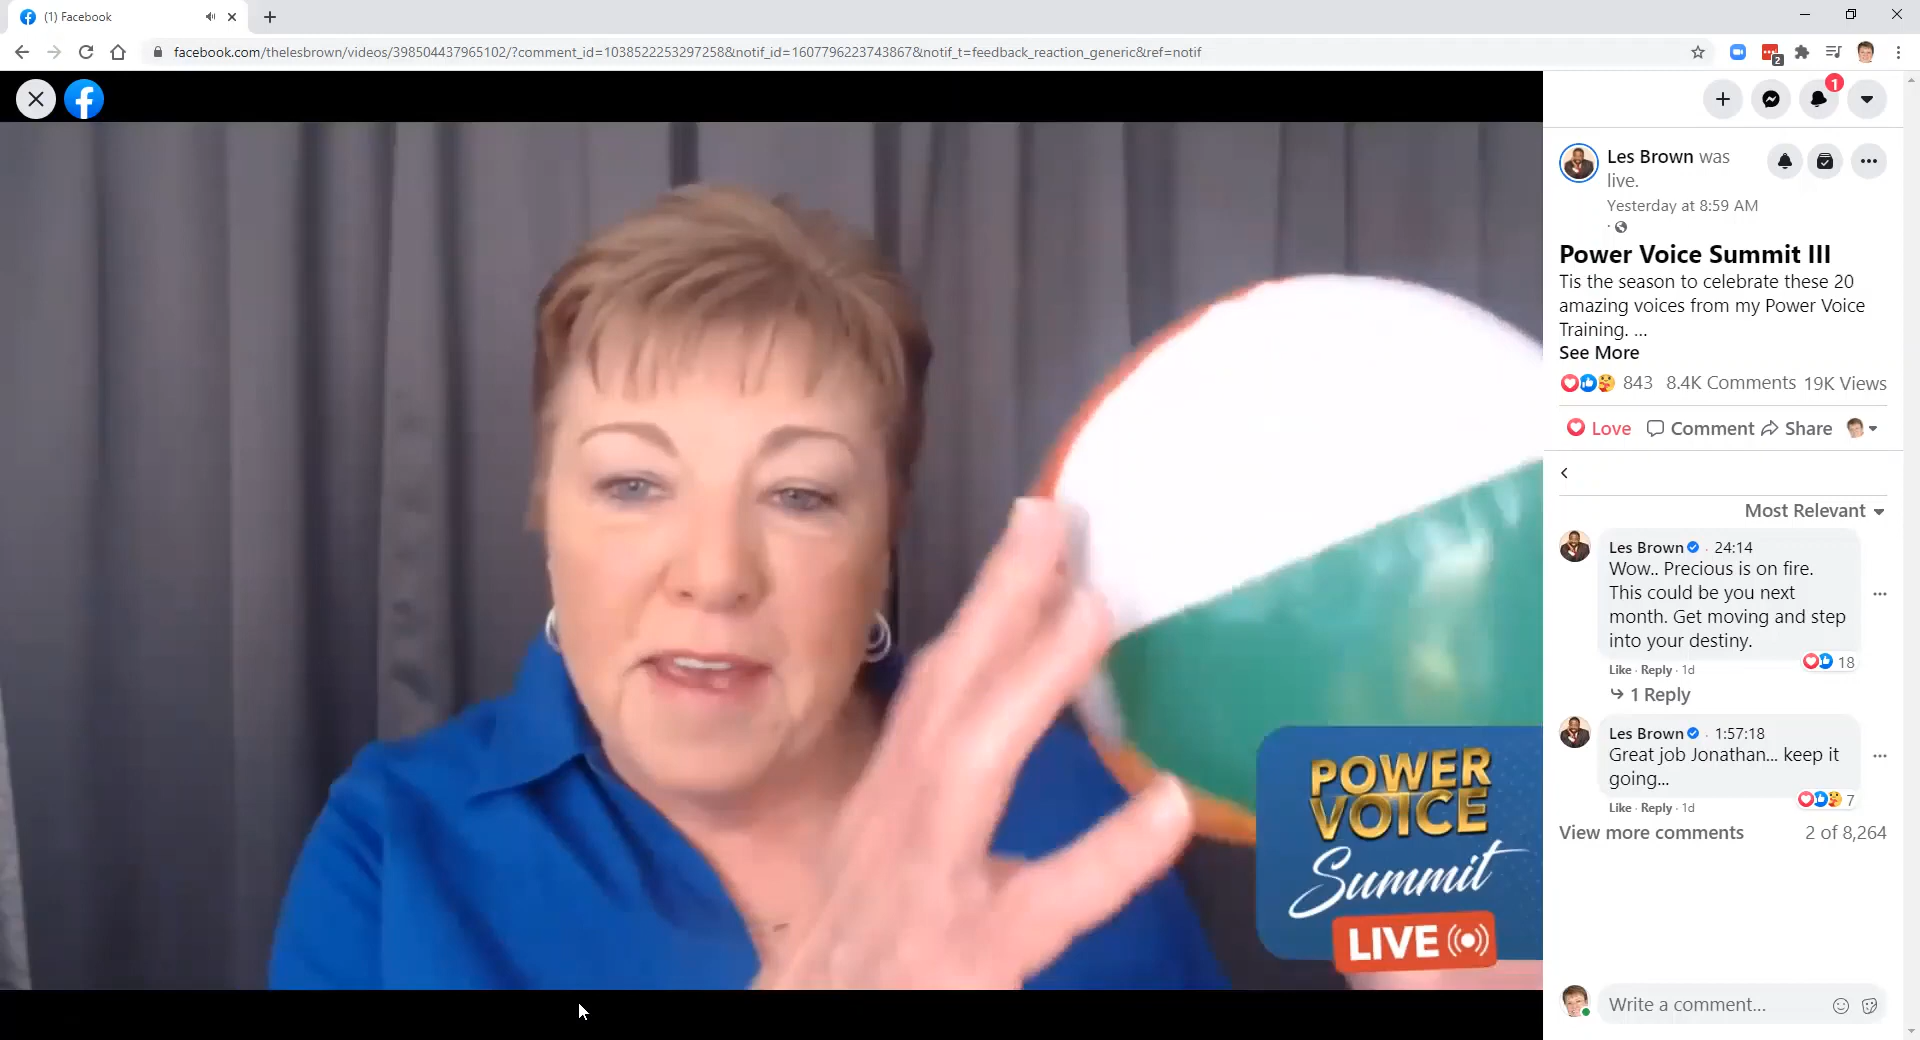 (1) Facebook
facebook.com/thelesbrown/videos/398504437965102/?comment_id=1038522253297258&notif_id=1607796223743867&notif_t=feedback_reaction_generic&ref=notif
2
1
Les Brown was
live.
Yesterday at 8:59 AM
·
Power Voice Summit III
Tis the season to celebrate these 20
amazing voices from my Power Voice
Training. ...
See More
843 8.4K Comments 19K Views
Love Comment Share
Most Relevant
Les Brown · 24:14
Wow.. Precious is on fire.
This could be you next
month. Get moving and step
into your destiny.
18
Like · Reply · 1d
1 Reply
Les Brown · 1:57:18
Great job Jonathan... keep it
going...
7
Like · Reply · 1d
View more comments 2 of 8,264
Write a comment...
POWER
VOICE
Summit
LIVE